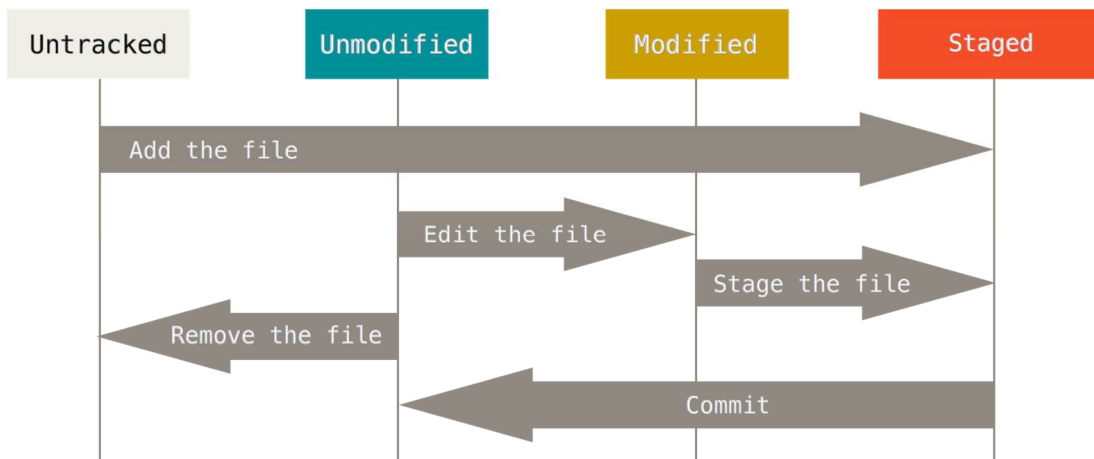 Untracked
Unmodified
Modified
Staged
Add the file
Edit the file
Stage the file
Remove the file
Commit